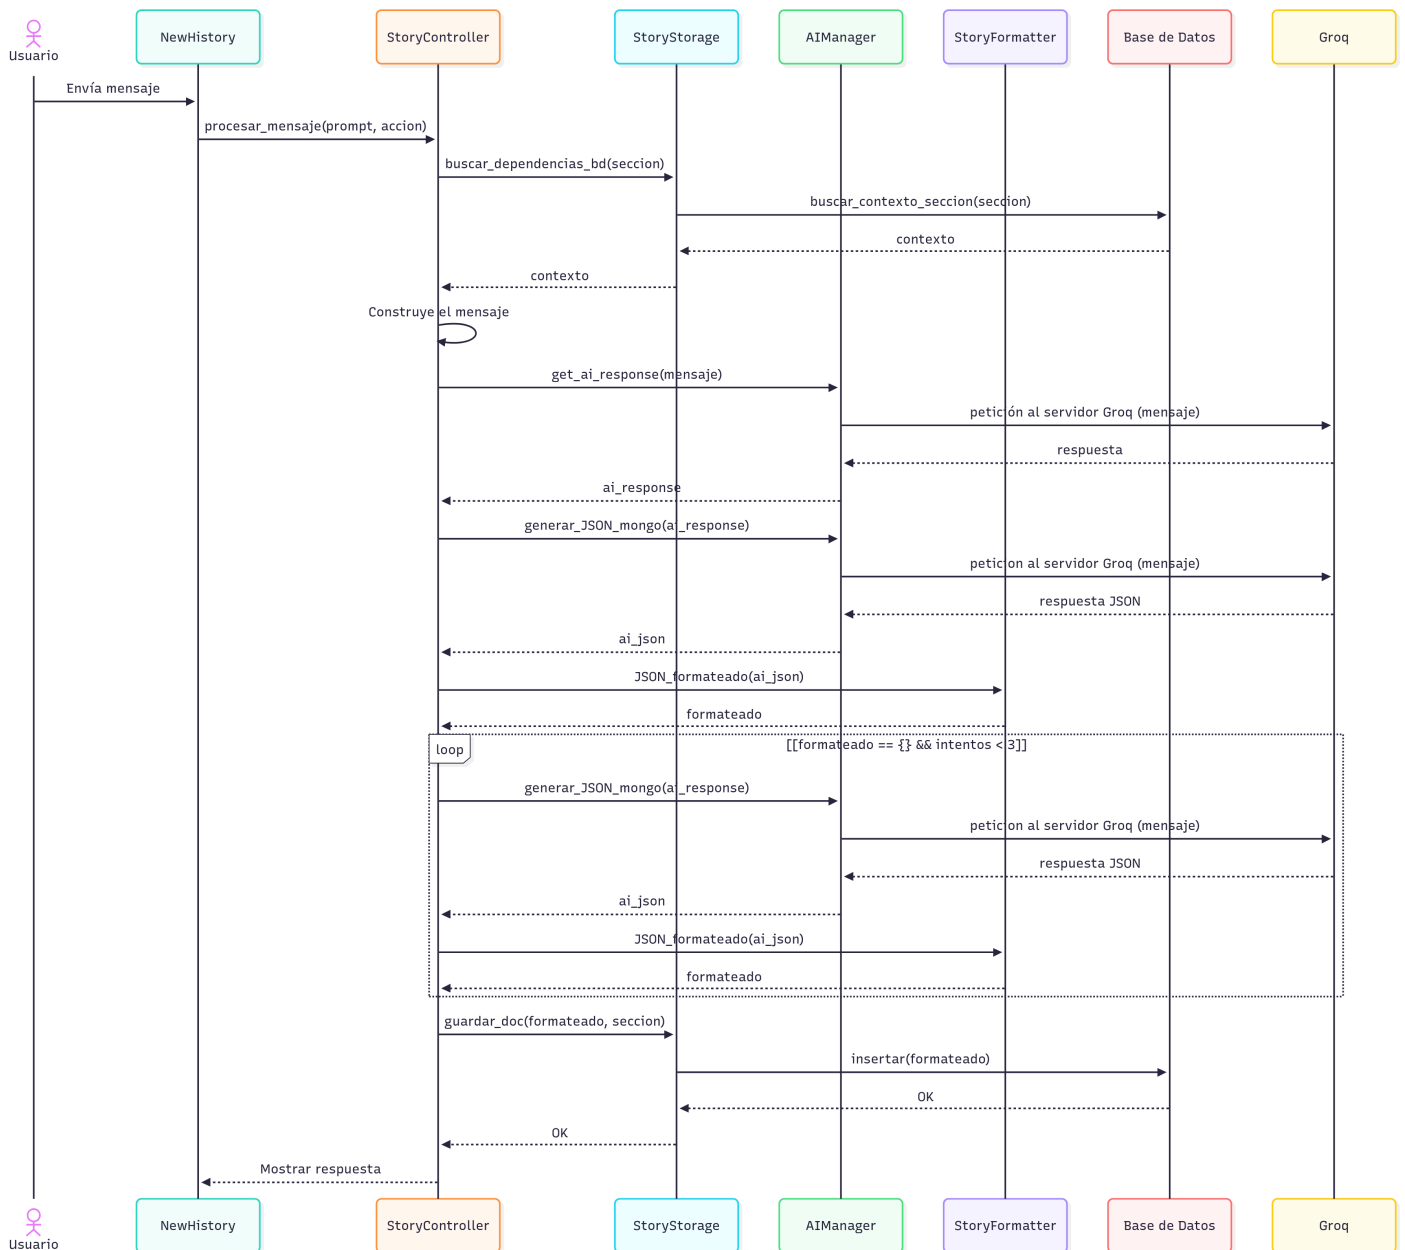 Usuario
NewHistory
StoryController
StoryStorage
AIManager
StoryFormatter
Base de Datos
Groq
Envía mensaje
procesar_mensaje(prompt, accion)
buscar_dependencias_bd(seccion)
buscar_contexto_seccion(seccion)
contexto
contexto
Construye el mensaje
get_ai_response(mensaje)
petición al servidor Groq (mensaje)
respuesta
ai_response
generar_JSON_mongo(ai_response)
peticion al servidor Groq (mensaje)
respuesta JSON
ai_json
JSON_formateado(ai_json)
formateado
loop
[[formateado == {} && intentos < 3]]
generar_JSON_mongo(ai_response)
peticion al servidor Groq (mensaje)
respuesta JSON
ai_json
JSON_formateado(ai_json)
formateado
guardar_doc(formateado, seccion)
insertar(formateado)
OK
OK
Mostrar respuesta
Usuario
NewHistory
StoryController
StoryStorage
AIManager
StoryFormatter
Base de Datos
Groq